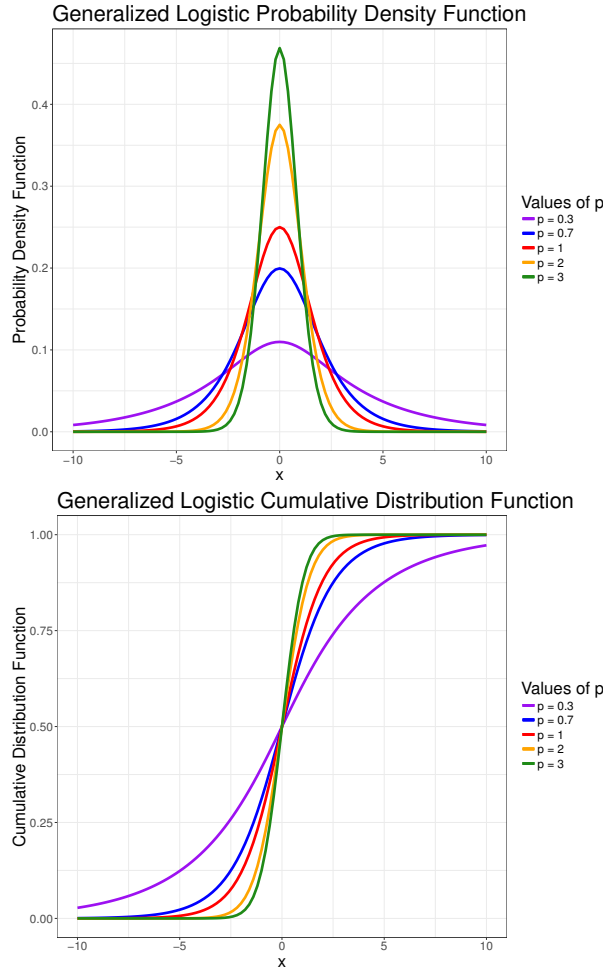 Generalized Logistic Probability Density Function
Probability Density Function
0.4
0.3
0.2
0.1
0.0
−10
−5
0
5
10
x
Values of p
p = 0.3
p = 0.7
p = 1
p = 2
p = 3
Generalized Logistic Cumulative Distribution Function
Cumulative Distribution Function
1.00
0.75
0.50
0.25
0.00
−10
−5
0
5
10
x
Values of p
p = 0.3
p = 0.7
p = 1
p = 2
p = 3